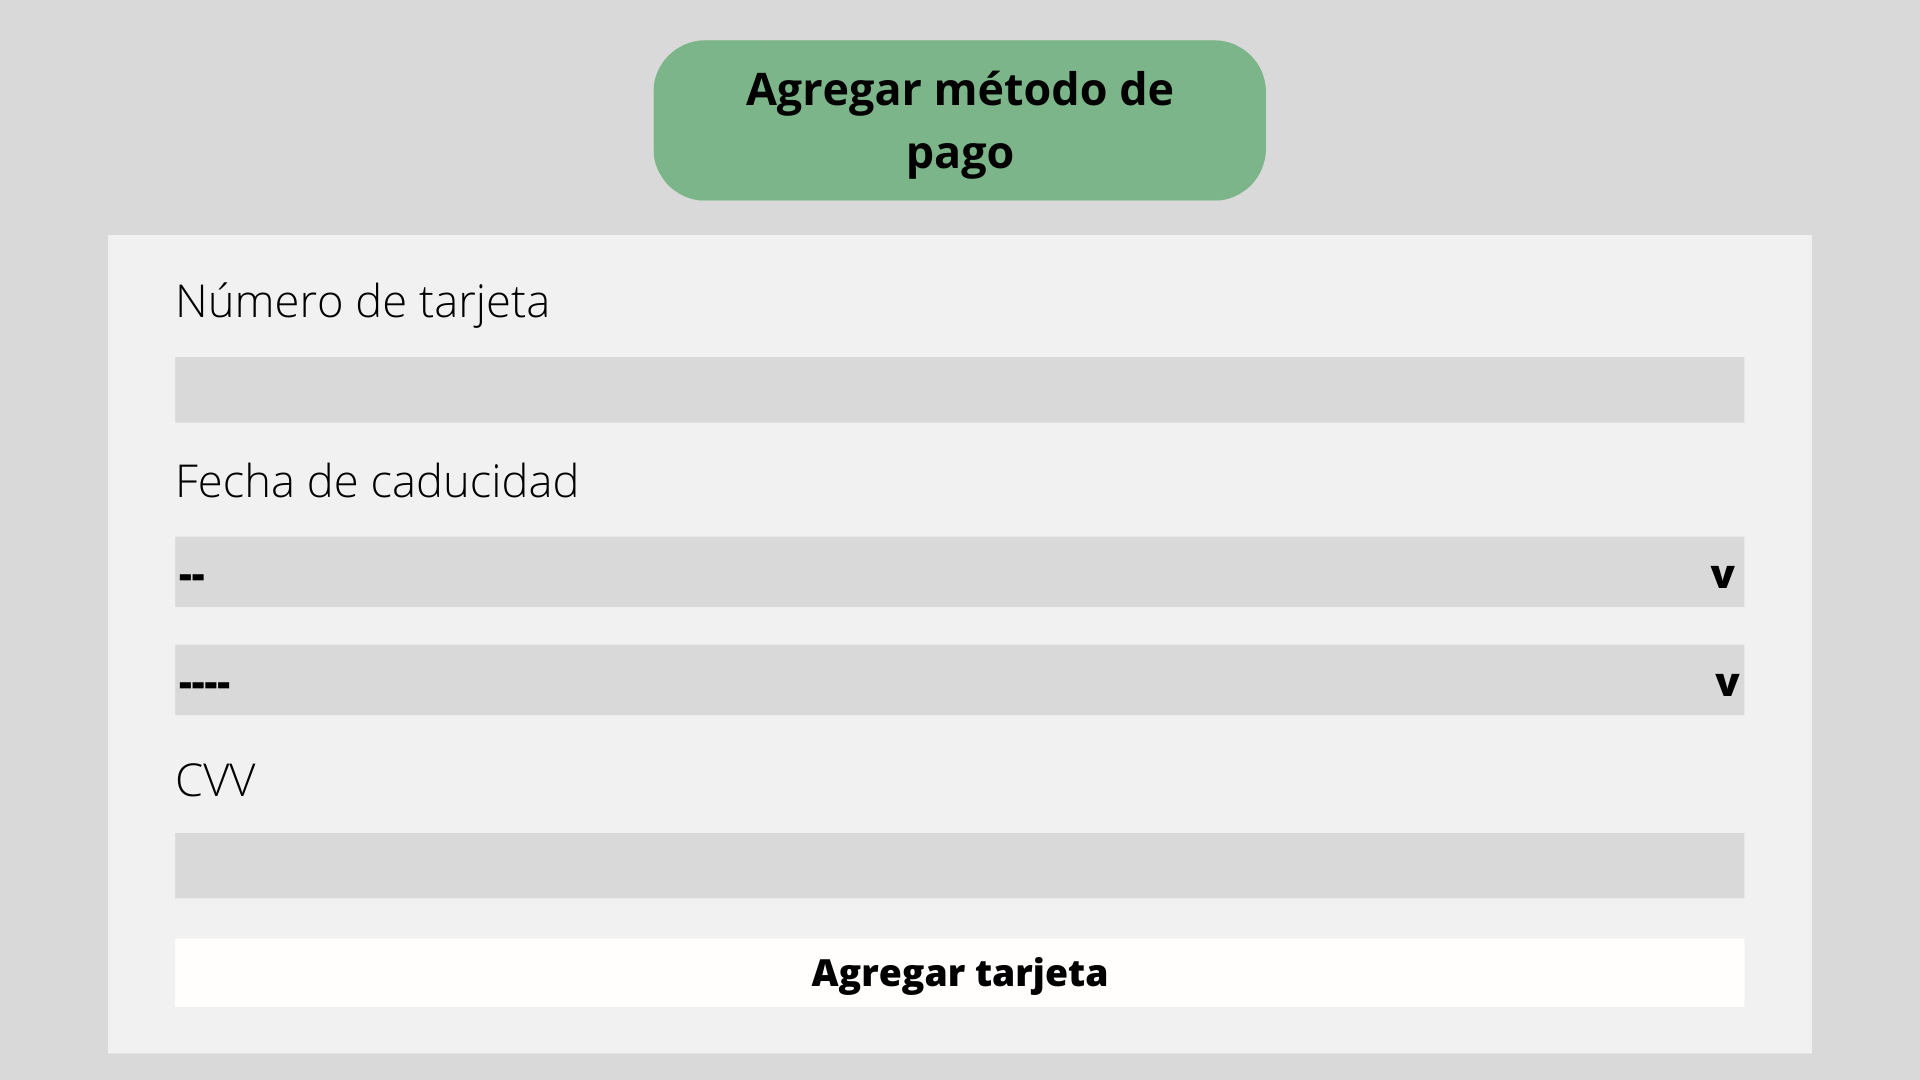 Agregar método de
pago
Número de tarjeta
Fecha de caducidad
-- v
---- v
CVV
Agregar tarjeta